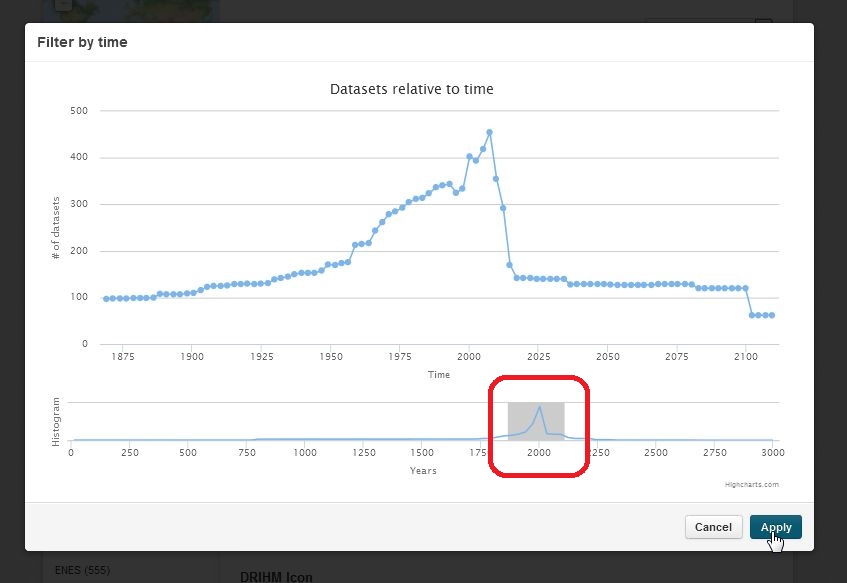 Filter by time
Datasets relative to time
500
400
300
200
100
0
# of datasets
1875 1900 1925 1950 1975 2000 2025 2050 2075 2100
Time
Histogram
0 250 500 750 1000 1250 1500 175 2000 2250 2500 2750 3000
Years
Highcharts.com
Cancel Apply
ENES (555)
DRIHM Icon